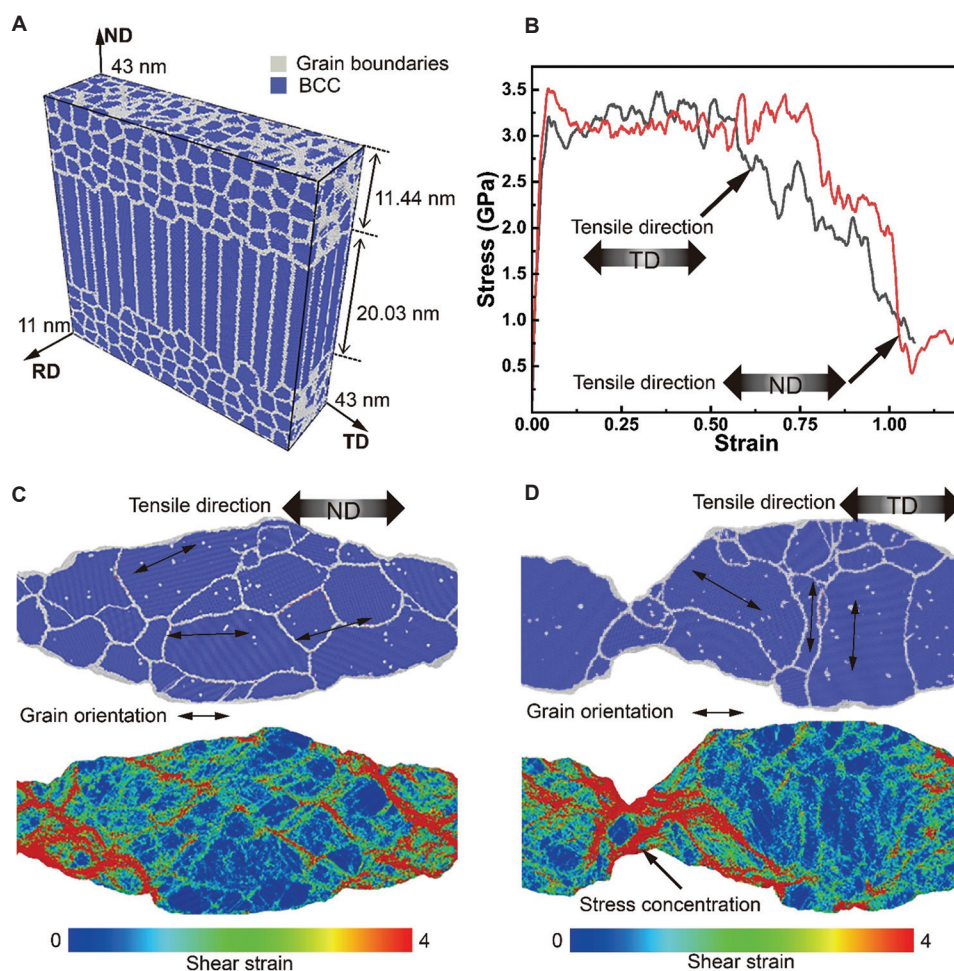 A
ND
43 nm
Grain boundaries
BCC
11.44 nm
20.03 nm
11 nm
RD
43 nm
TD
B
Stress (GPa)
3.5
3.0
2.5
2.0
1.5
1.0
0.5
0.00 0.25 0.50 0.75 1.00
Strain
Tensile direction
TD
Tensile direction
ND
C
Tensile direction
ND
Grain orientation
0
4
Shear strain
D
Tensile direction
TD
Grain orientation
Stress concentration
0
4
Shear strain